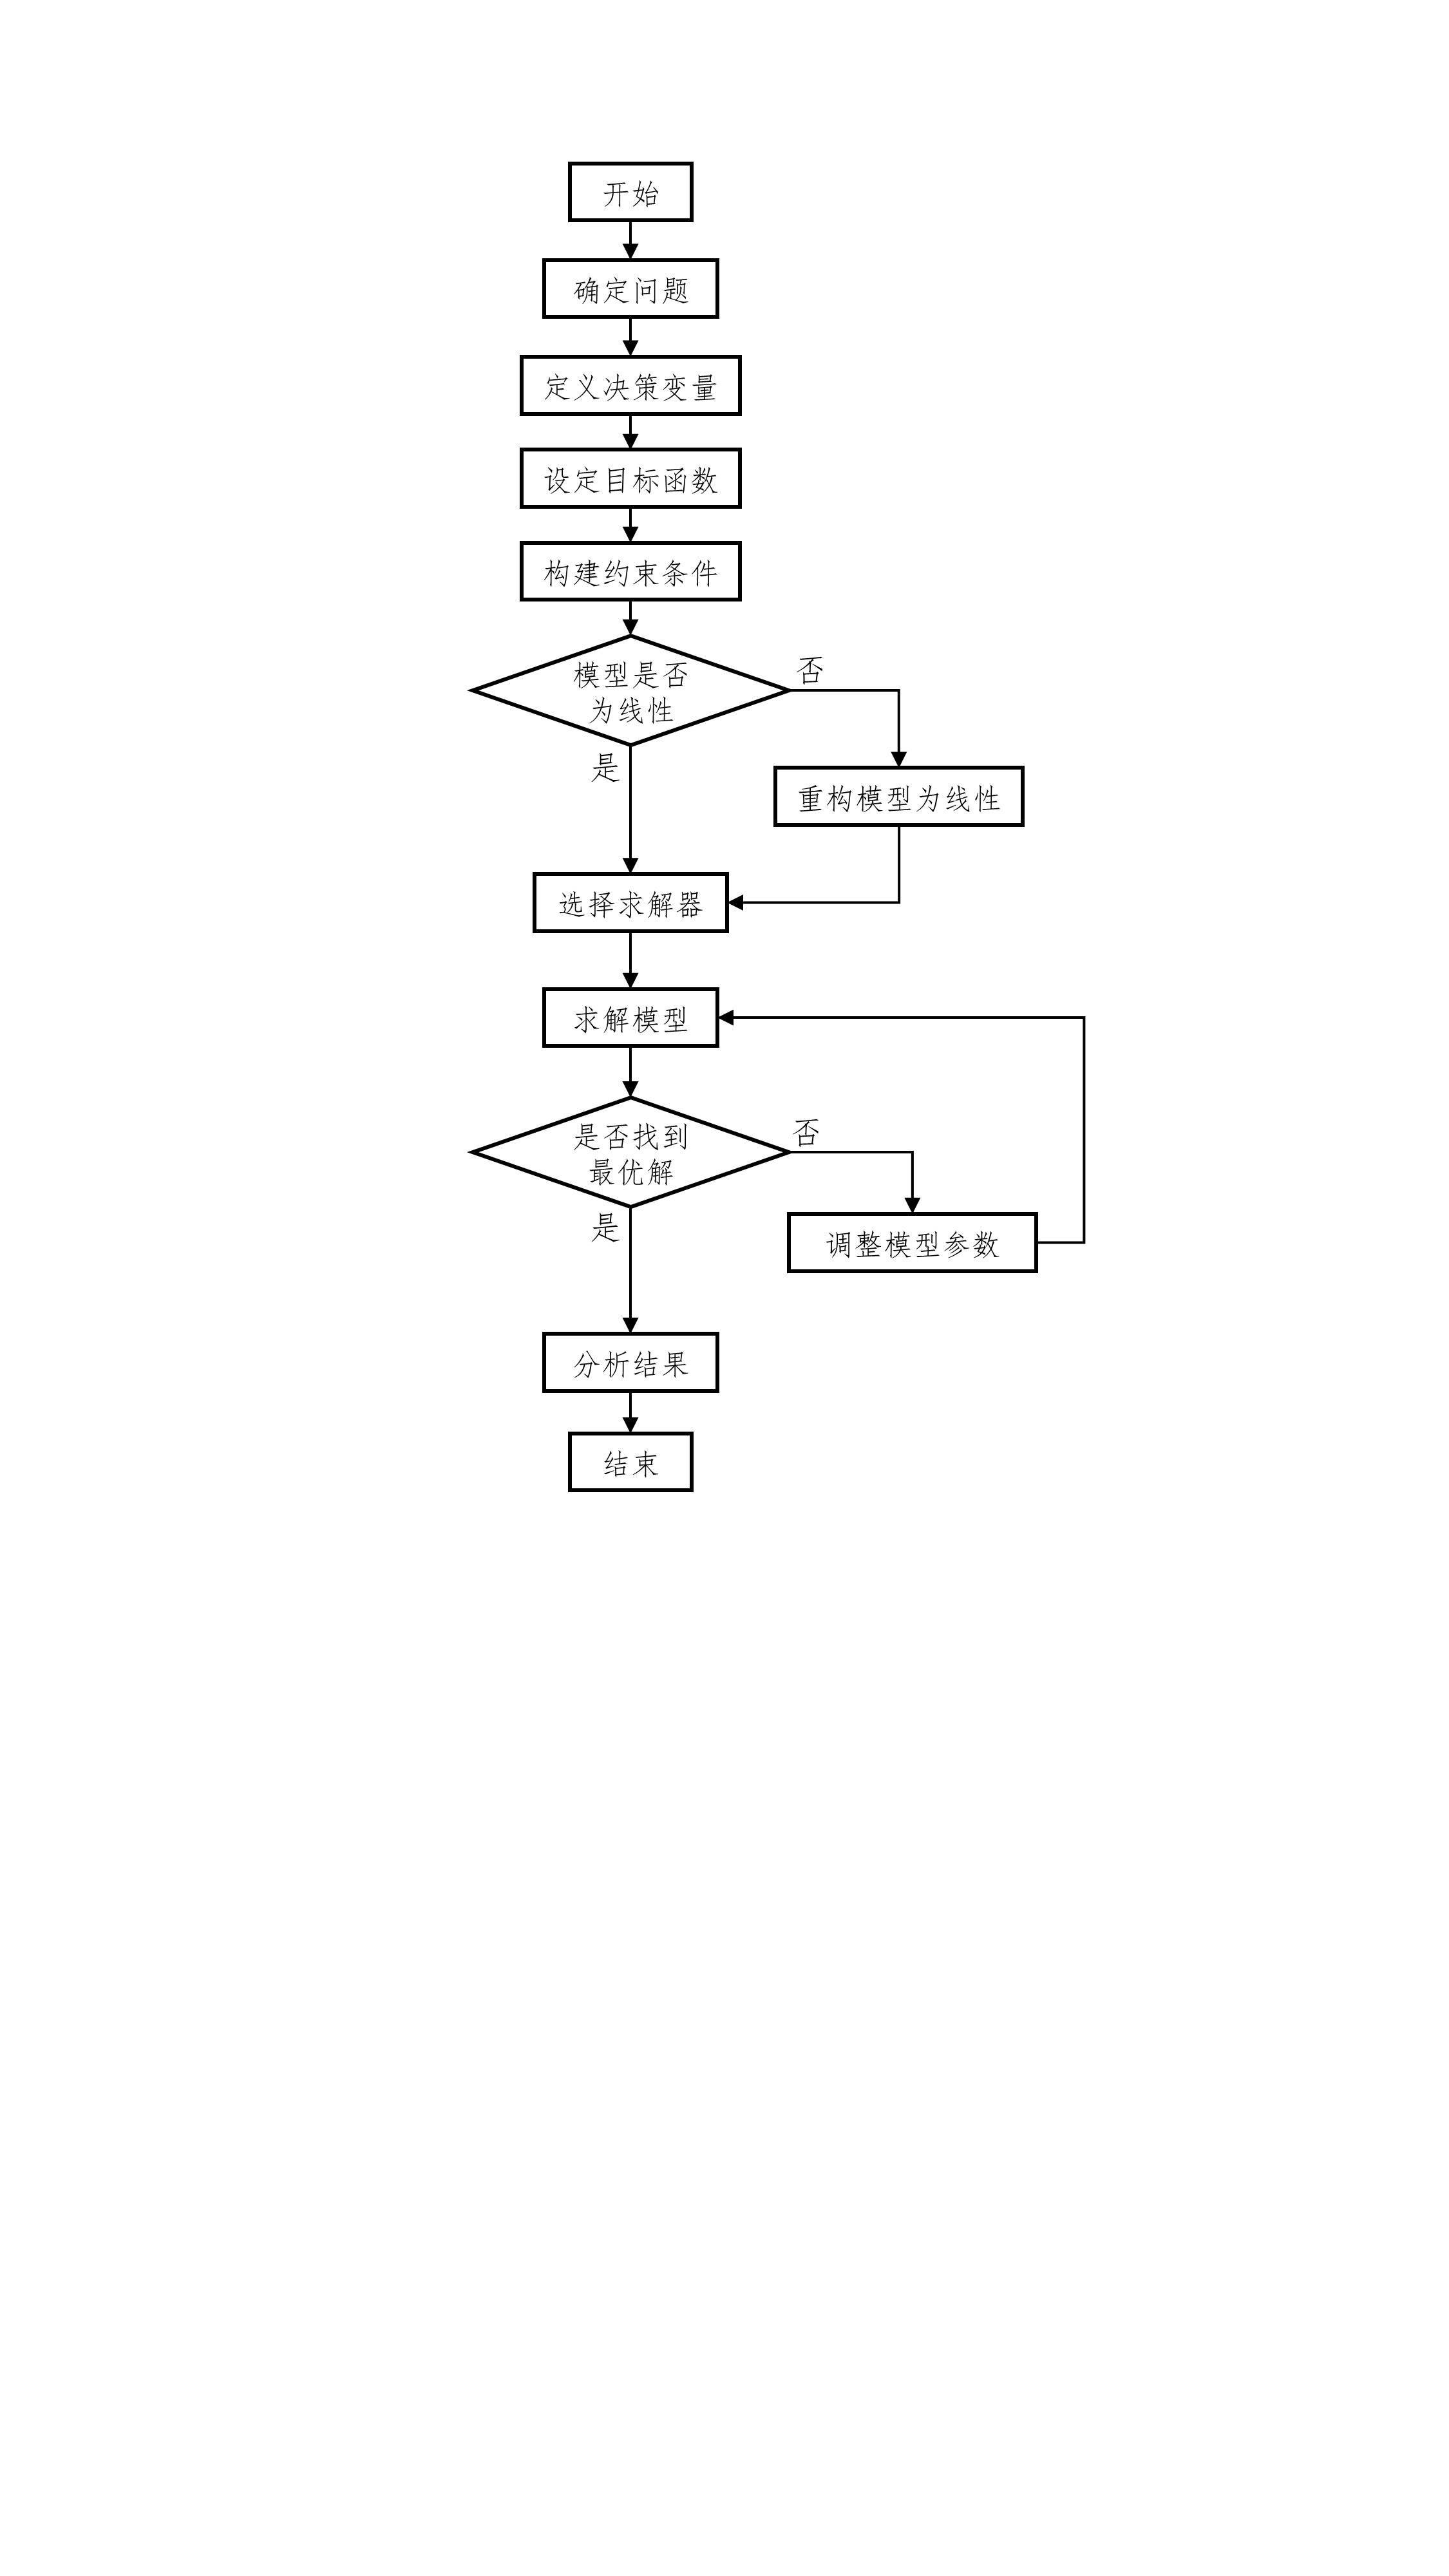 开始
确定问题
定义决策变量
设定目标函数
构建约束条件
模型是否
为线性
否
是
重构模型为线性
选择求解器
求解模型
是否找到
最优解
否
是
调整模型参数
分析结果
结束